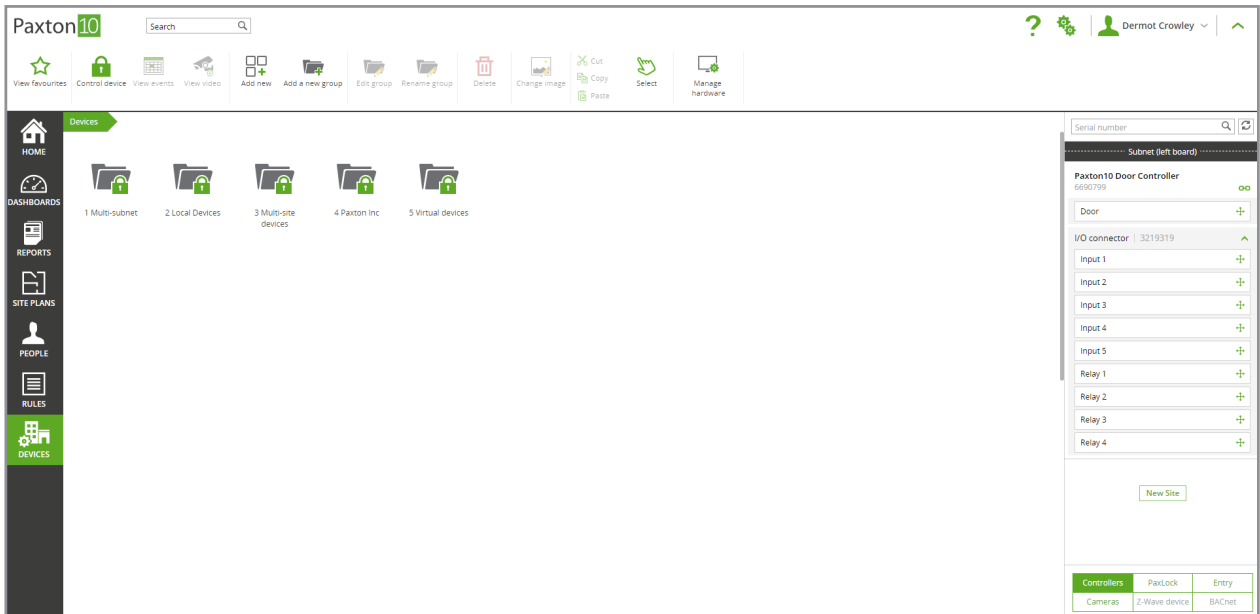 Paxton10
Search
?
Dermot Crowley
View favourites
Control device
View events
View video
Add new
Add a new group
Edit group
Rename group
Delete
Change image
Cut
Copy
Paste
Select
Manage
hardware
HOME
DASHBOARDS
REPORTS
SITE PLANS
PEOPLE
RULES
DEVICES
Devices
1 Multi-subnet
2 Local Devices
3 Multi-site
devices
4 Paxton Inc
5 Virtual devices
Serial number
Subnet (left board)
Paxton10 Door Controller
6690799
Door
I/O connector | 3219319
Input 1
Input 2
Input 3
Input 4
Input 5
Relay 1
Relay 2
Relay 3
Relay 4
New Site
Controllers
PaxLock
Entry
Cameras
Z-Wave device
BACnet